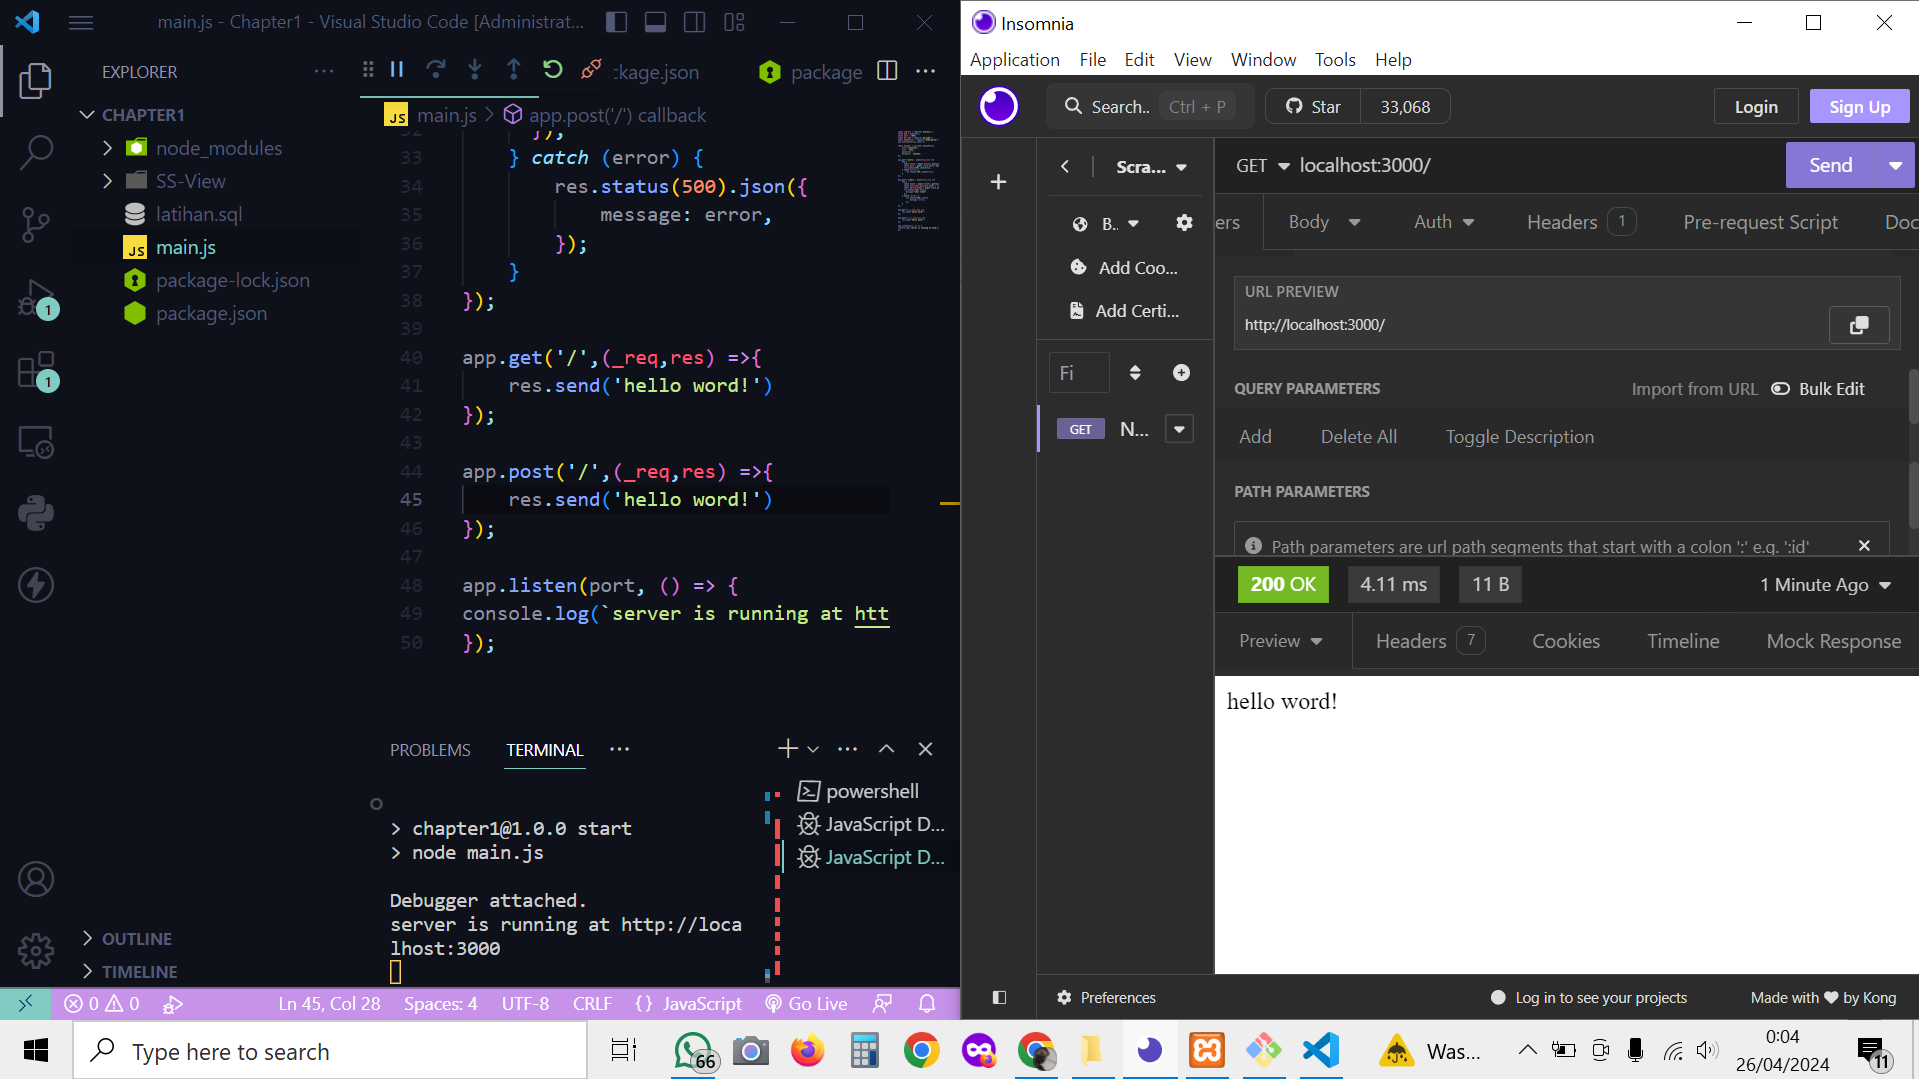 main.js - Chapter1 - Visual Studio Code [Administrat...
EXPLORER
CHAPTER1
node_modules
SS-View
latihan.sql
JS main.js
package-lock.json
package.json
OUTLINE
TIMELINE
1
1
ckage.json
package
JS main.js > app.post('/') callback
32 });
33 } catch (error) {
34 res.status(500).json({
35 message: error,
36 });
37 }
38 });
39
40 app.get('/',(_req,res) =>{
41 res.send('hello word!')
42 });
43
44 app.post('/',(_req,res) =>{
45 res.send('hello word!')
46 });
47
48 app.listen(port, () => {
49 console.log(`server is running at htt
50 });
PROBLEMS TERMINAL ...
powershell
JavaScript D...
JavaScript D...
> chapter1@1.0.0 start
> node main.js
Debugger attached.
server is running at http://loca
lhost:3000
0 0 Ln 45, Col 28 Spaces: 4 UTF-8 CRLF {} JavaScript Go Live
Insomnia
Application File Edit View Window Tools Help
Search.. Ctrl + P Star 33,068 Login Sign Up
Scra...
B..
Add Coo...
Add Certi...
Fi
GET N...
GET localhost:3000/ Send
ers Body Auth Headers 1 Pre-request Script Doc
URL PREVIEW
http://localhost:3000/
QUERY PARAMETERS Import from URL Bulk Edit
Add Delete All Toggle Description
PATH PARAMETERS
Path parameters are url path segments that start with a colon ':' e.g. ':id'
200 OK 4.11 ms 11 B 1 Minute Ago
Preview Headers 7 Cookies Timeline Mock Response
hello word!
Preferences Log in to see your projects Made with by Kong
Type here to search
66
Was...
0:04
26/04/2024
11